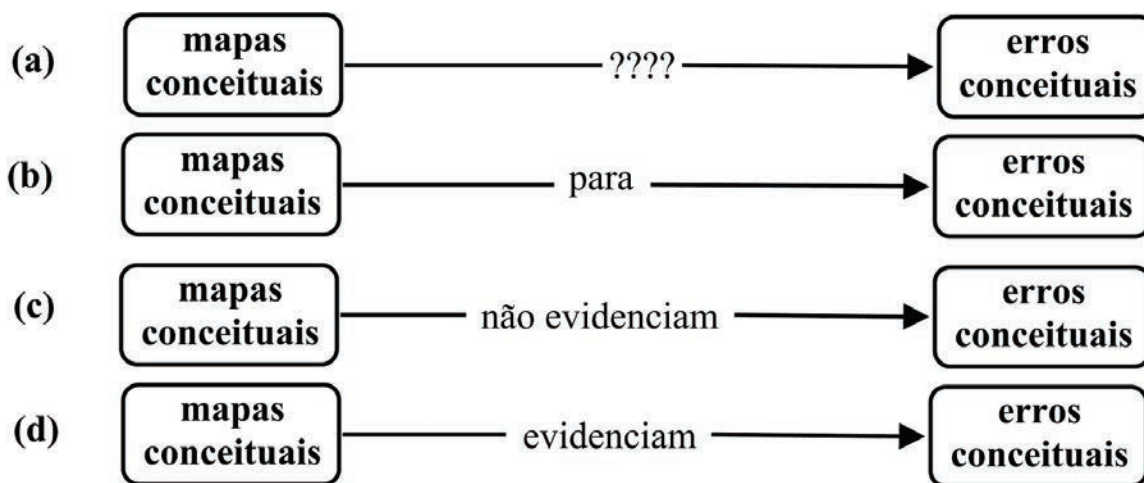 (a) mapas conceituais ???? erros conceituais
(b) mapas conceituais para erros conceituais
(c) mapas conceituais não evidenciam erros conceituais
(d) mapas conceituais evidenciam erros conceituais